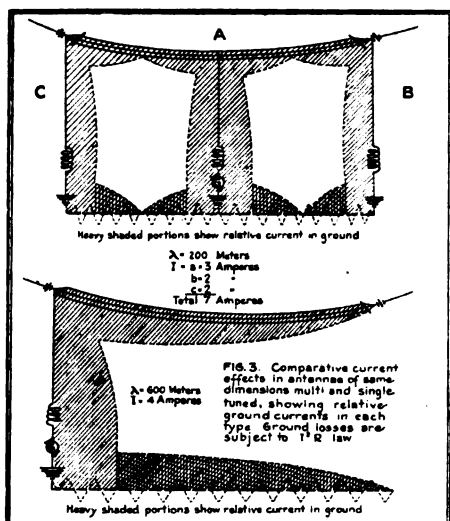 A
C
B
Heavy shaded portions show relative current in ground
λ = 200 Meters
I = a = 3 Amperes
b = 2 "
c = 2 "
Total 7 Amperes
λ = 600 Meters
I = 4 Amperes
FIG. 3. Comparative current
effects in antennae of same
dimensions multi and single
tuned, showing relative
ground currents in each
type Ground losses are
subject to I²R law
Heavy shaded portions show relative current in ground